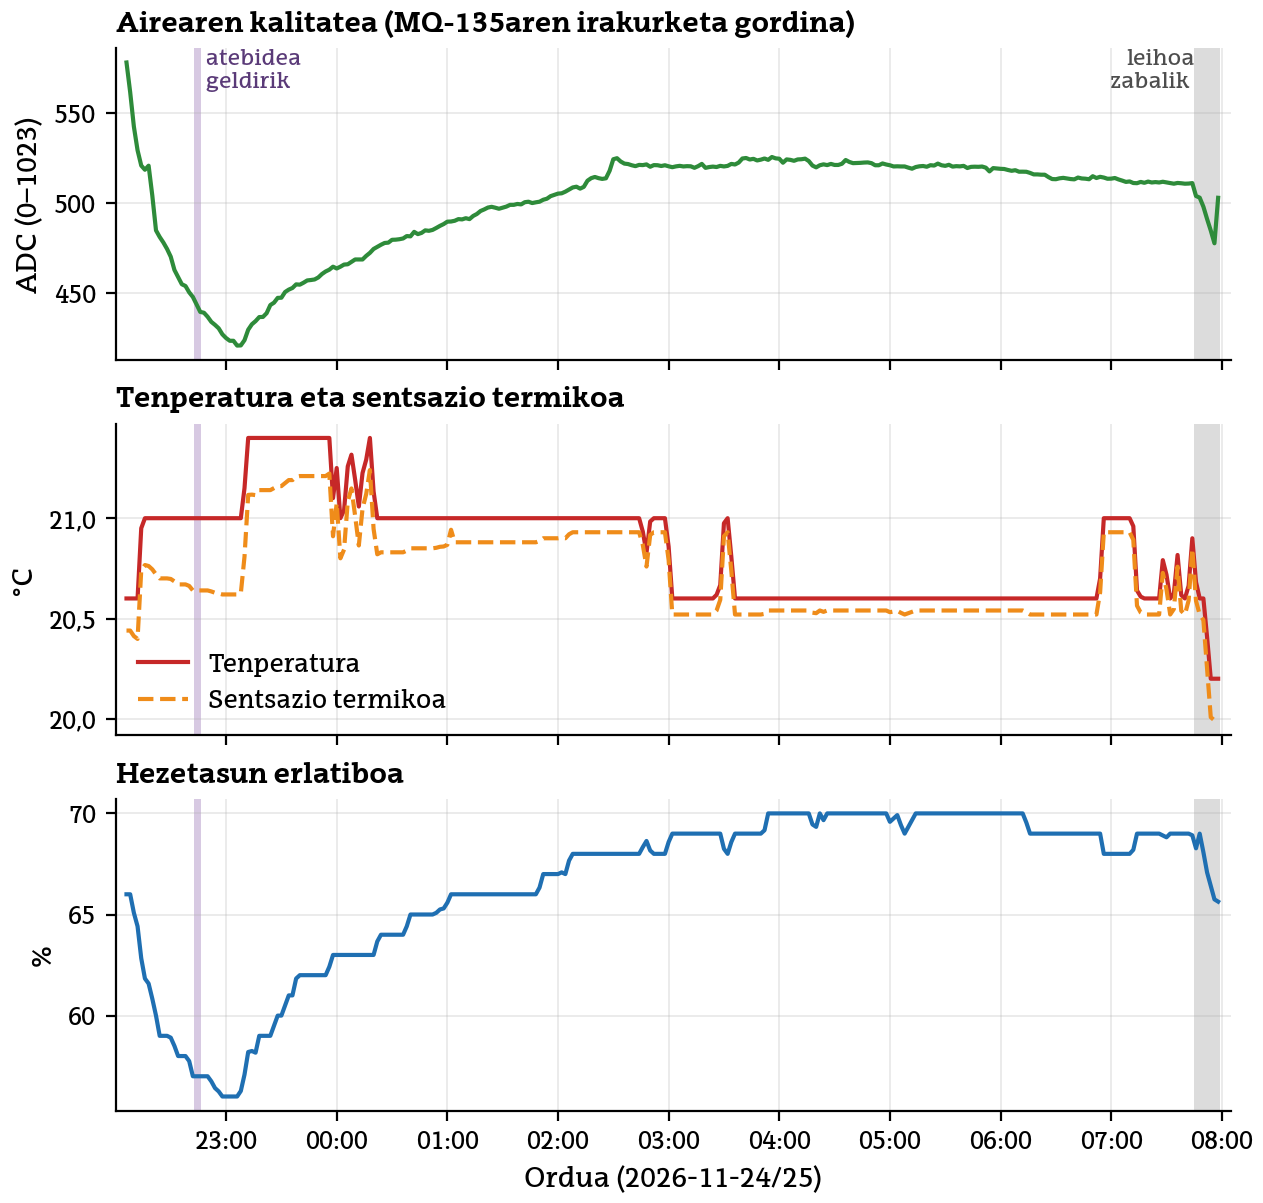 Airearen kalitatea (MQ-135aren irakurketa gordina)
atebidea
geldirik
leihoa
zabalik
ADC (0–1023)
550
500
450
Tenperatura eta sentsazio termikoa
°C
21,0
20,5
20,0
Tenperatura
Sentsazio termikoa
Hezetasun erlatiboa
%
70
65
60
23:00 00:00 01:00 02:00 03:00 04:00 05:00 06:00 07:00 08:00
Ordua (2026-11-24/25)